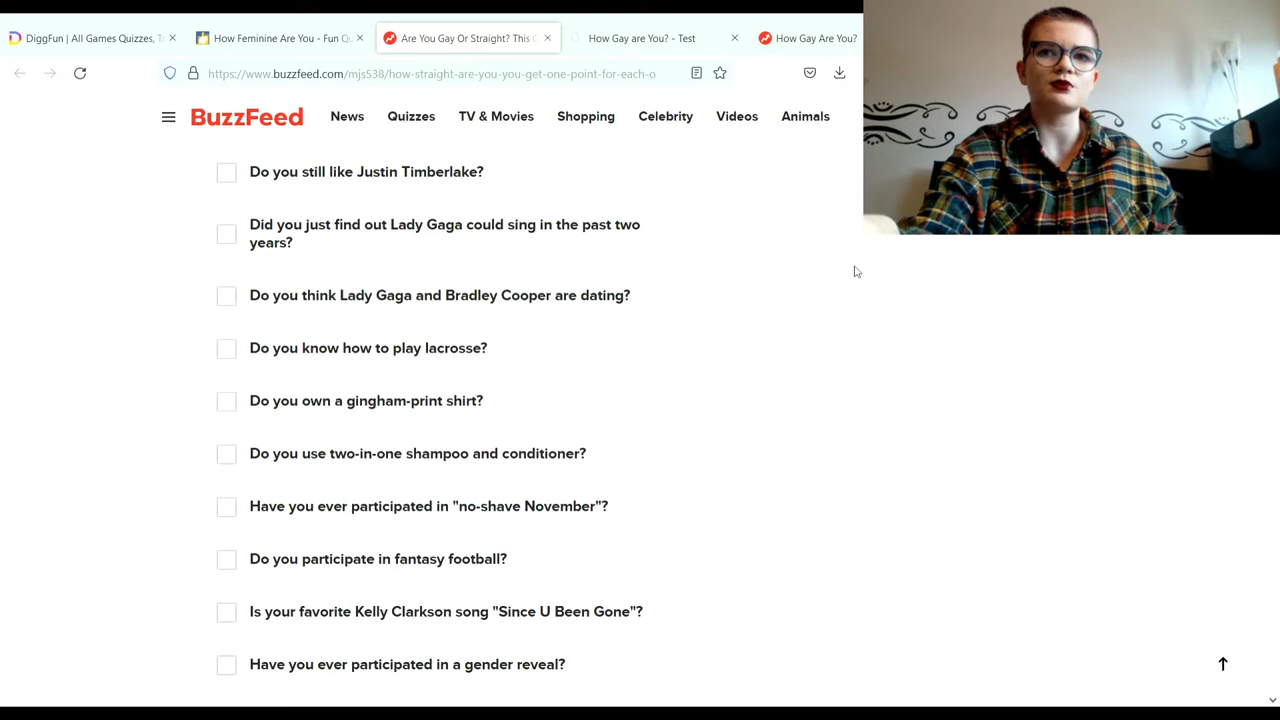 DiggFun | All Games Quizzes, T
How Feminine Are You - Fun Q
Are You Gay Or Straight? This
How Gay are You? - Test
How Gay Are You?
https://www.buzzfeed.com/mjs538/how-straight-are-you-you-get-one-point-for-each-o
BuzzFeed
News
Quizzes
TV & Movies
Shopping
Celebrity
Videos
Animals
Do you still like Justin Timberlake?
Did you just find out Lady Gaga could sing in the past two
years?
Do you think Lady Gaga and Bradley Cooper are dating?
Do you know how to play lacrosse?
Do you own a gingham-print shirt?
Do you use two-in-one shampoo and conditioner?
Have you ever participated in "no-shave November"?
Do you participate in fantasy football?
Is your favorite Kelly Clarkson song "Since U Been Gone"?
Have you ever participated in a gender reveal?